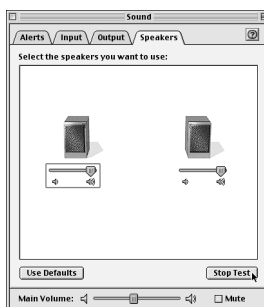 Sound
Alerts Input Output Speakers ?
Select the speakers you want to use:
Use Defaults Stop Test
Main Volume: Mute